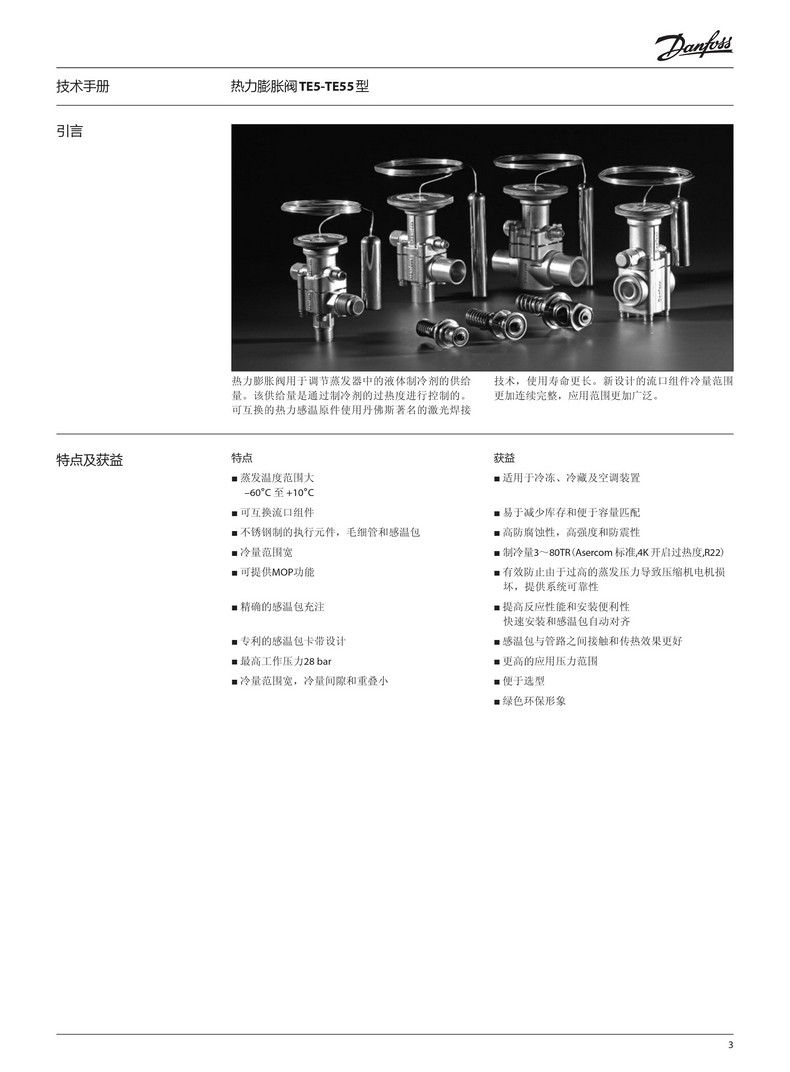 Danfoss
技术手册
热力膨胀阀TE5-TE55型
引言
热力膨胀阀用于调节蒸发器中的液体制冷剂的供给
量。该供给量是通过制冷剂的过热度进行控制的。
可互换的热力感温原件使用丹佛斯著名的激光焊接
技术，使用寿命更长。新设计的流口组件冷量范围
更加连续完整，应用范围更加广泛。
特点及获益
特点
■ 蒸发温度范围大
–60°C 至 +10°C
■ 可互换流口组件
■ 不锈钢制的执行元件，毛细管和感温包
■ 冷量范围宽
■ 可提供MOP功能
■ 精确的感温包充注
■ 专利的感温包卡带设计
■ 最高工作压力28 bar
■ 冷量范围宽，冷量间隙和重叠小
获益
■ 适用于冷冻、冷藏及空调装置
■ 易于减少库存和便于容量匹配
■ 高防腐蚀性，高强度和防震性
■ 制冷量3～80TR（Asercom 标准,4K 开启过热度,R22）
■ 有效防止由于过高的蒸发压力导致压缩机电机损
坏，提供系统可靠性
■ 提高反应性能和安装便利性
快速安装和感温包自动对齐
■ 感温包与管路之间接触和传热效果更好
■ 更高的应用压力范围
■ 便于选型
■ 绿色环保形象
3